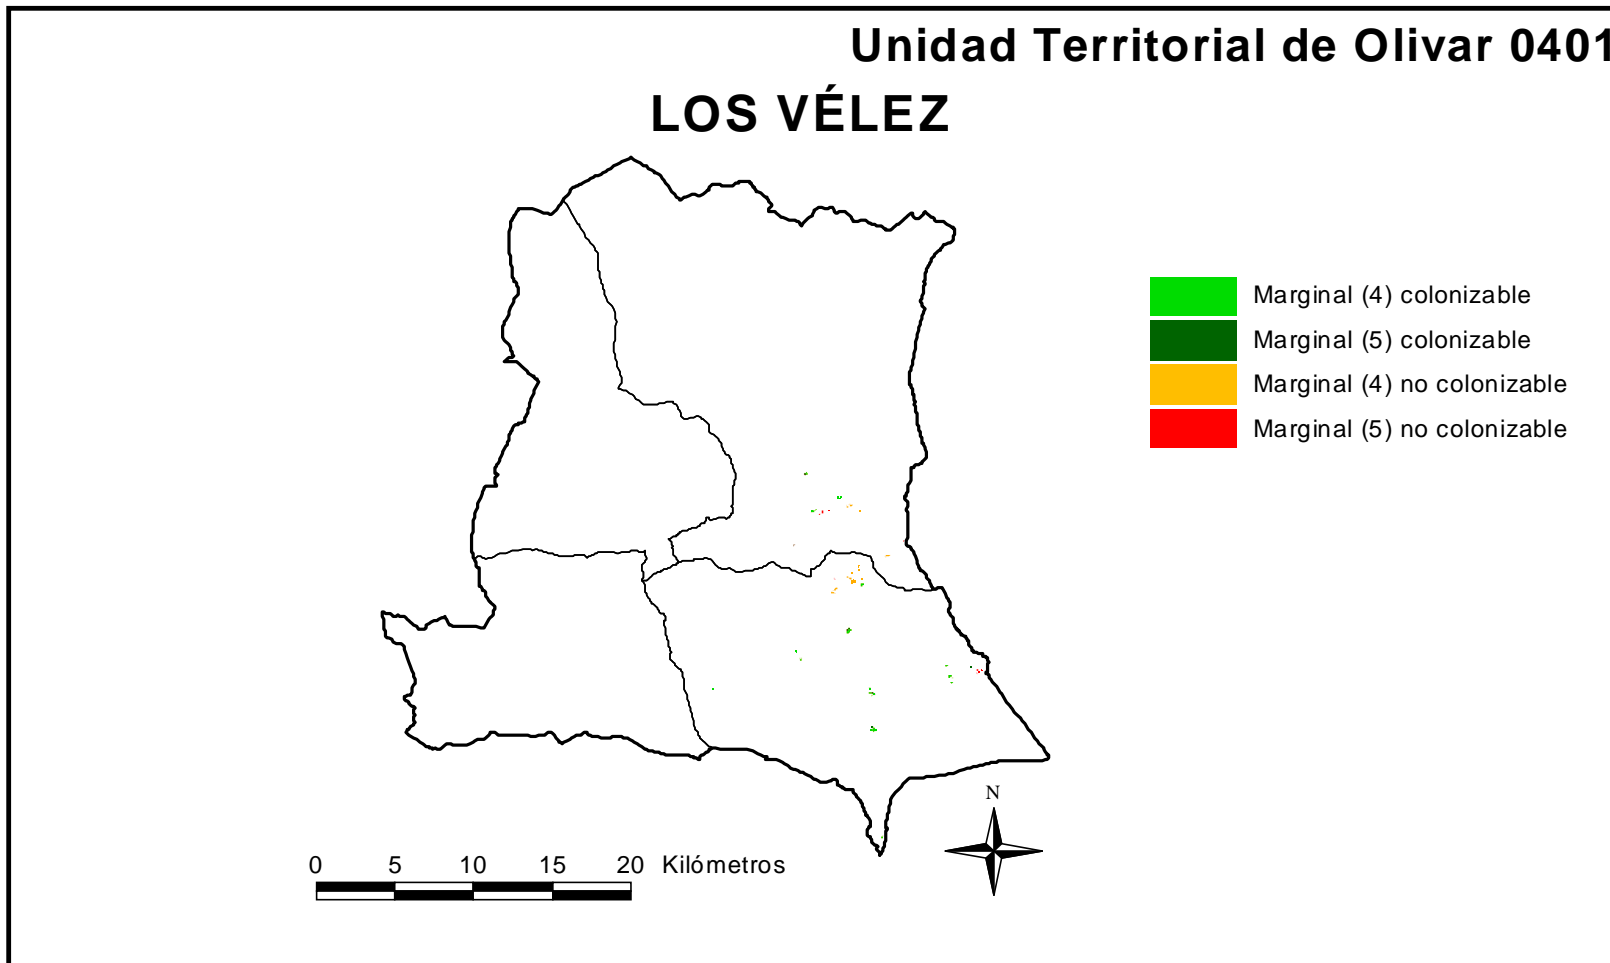 Unidad Territorial de Olivar 0401
LOS VÉLEZ
Marginal (4) colonizable
Marginal (5) colonizable
Marginal (4) no colonizable
Marginal (5) no colonizable
N
0 5 10 15 20 Kilómetros